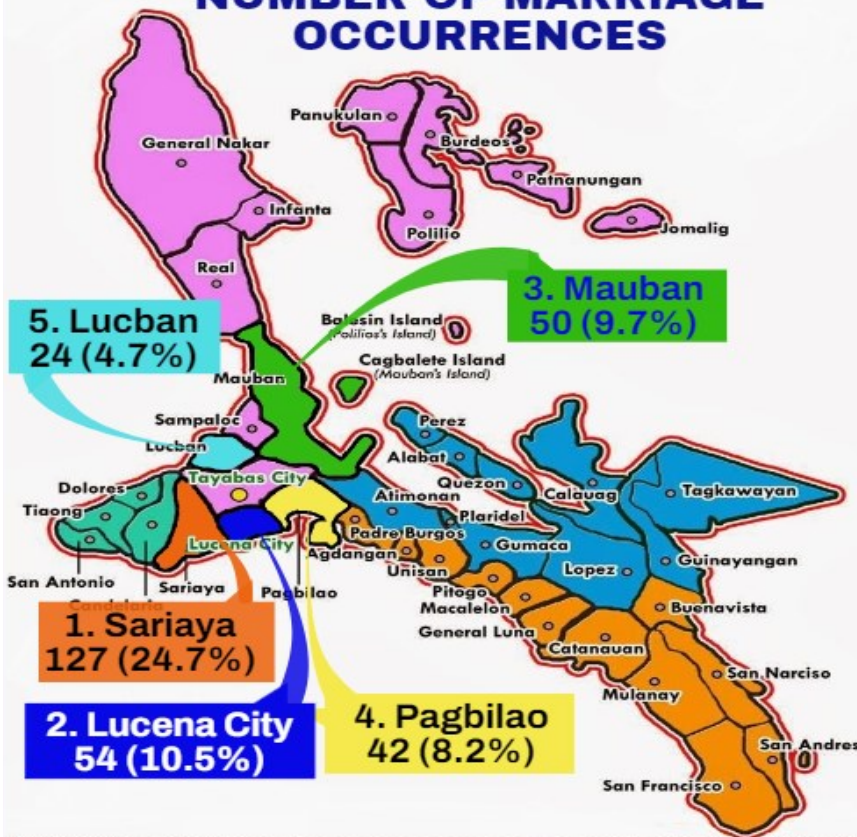 NUMBER OF MARRIAGE
OCCURRENCES
Panukulan
General Nakar
Burdeos
Patnanungan
Infanta
Polilio
Jomalig
Real
3. Mauban
50 (9.7%)
5. Lucban
24 (4.7%)
Balesin Island
(Polilios's Island)
Cagbalete Island
(Mauban's Island)
Mauban
Sampaloc
Perez
Lucban
Alabat
Tayabas City
Quezon
Calauag
Tagkawayan
Dolores
Atimonan
Tiaong
Plaridel
Padre Burgos
Lucena City
Agdangan
Gumaca
Guinayangan
Unisan
Lopez
San Antonio
Sariaya
Pagbilao
Pitogo
Candelaria
Macalelon
Buenavista
General Luna
1. Sariaya
127 (24.7%)
Catanauan
San Narciso
Mulanay
2. Lucena City
54 (10.5%)
4. Pagbilao
42 (8.2%)
San Andres
San Francisco